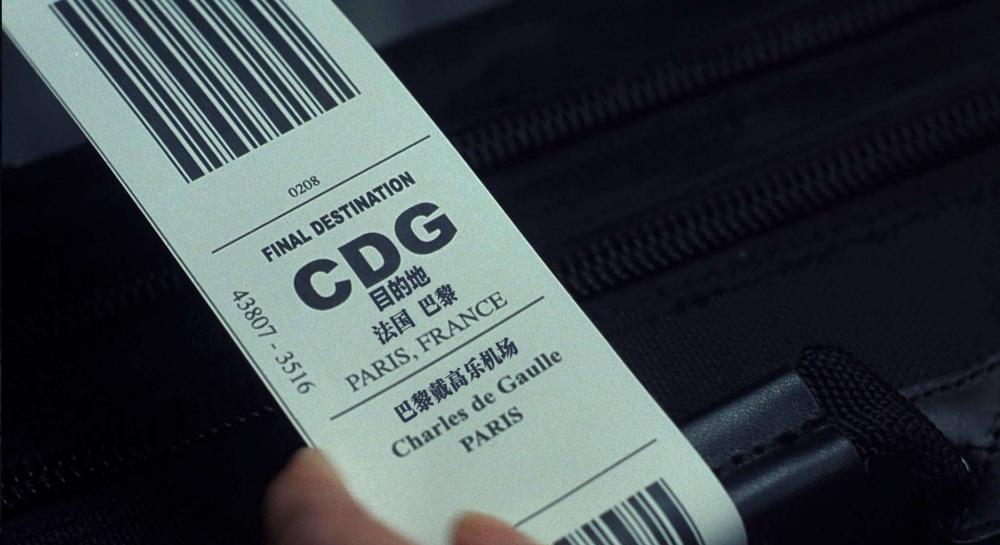 0208
FINAL DESTINATION
CDG
目的地
法国 巴黎
PARIS, FRANCE
43807 - 3516
巴黎戴高乐机场
Charles de Gaulle
PARIS